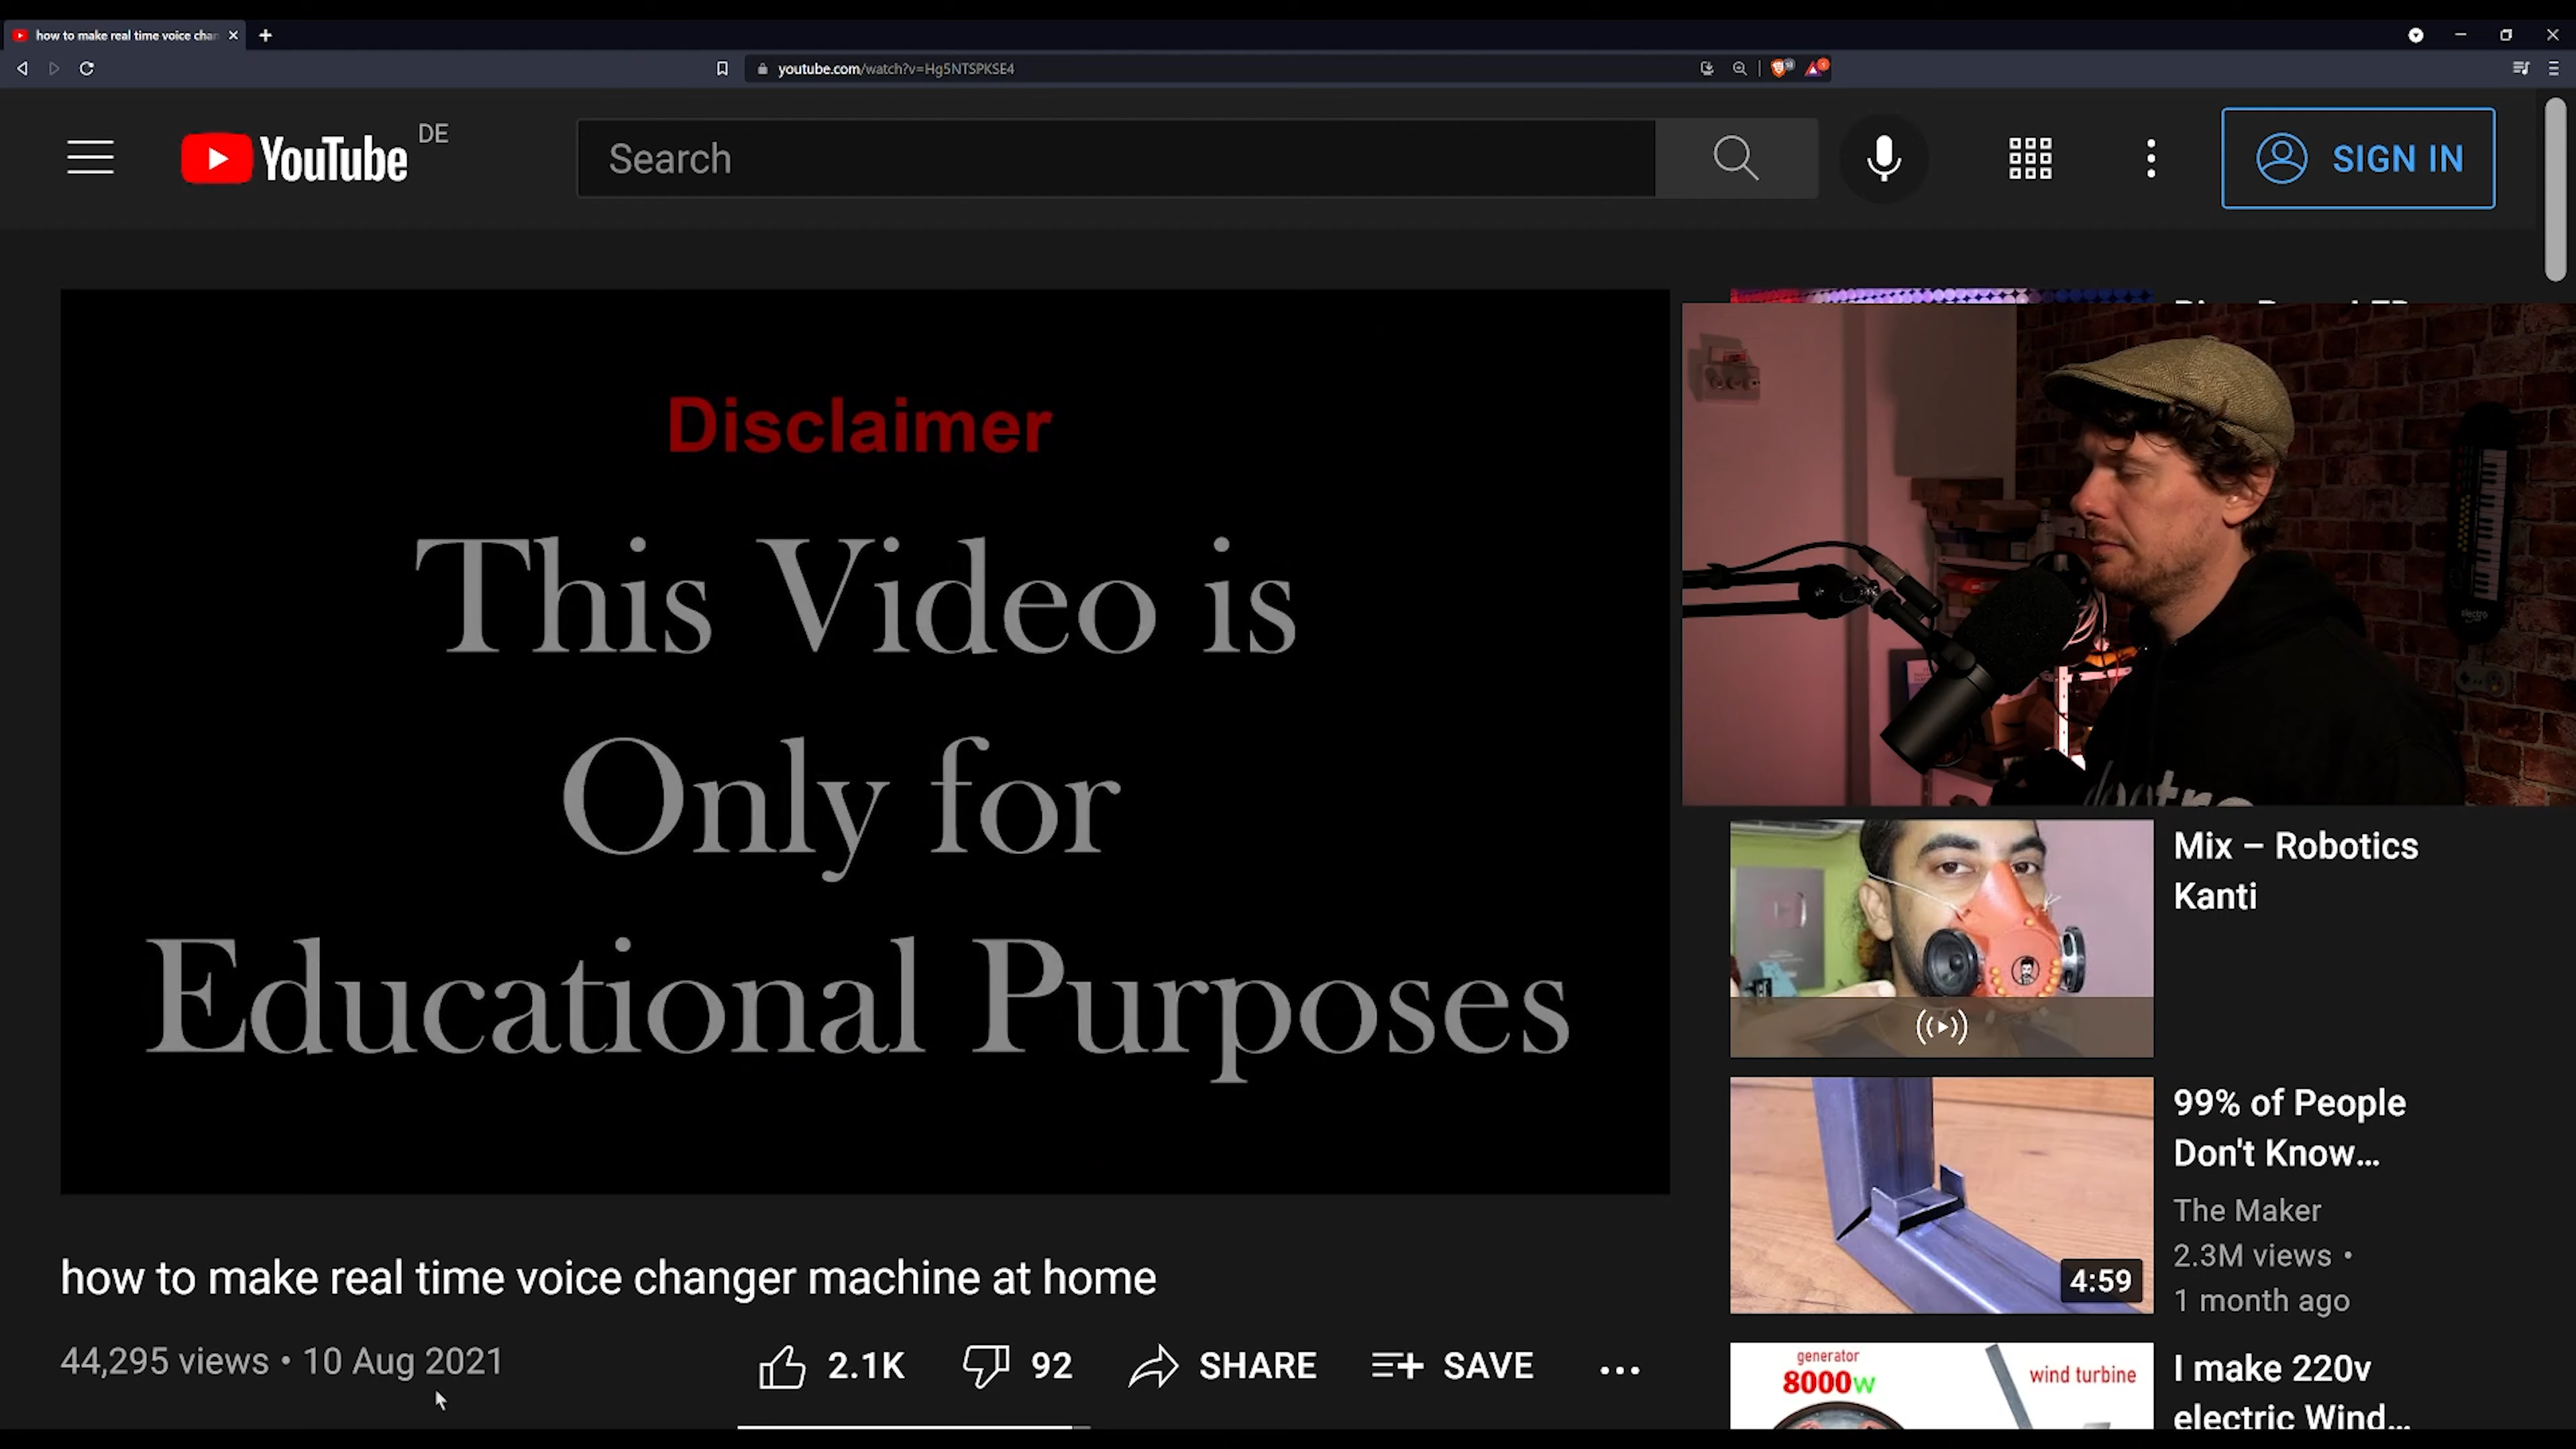 how to make real time voice chan
youtube.com/watch?v=Hg5NTSPKSE4
YouTube DE
Search
SIGN IN
Disclaimer
This Video is
Only for
Educational Purposes
how to make real time voice changer machine at home
44,295 views • 10 Aug 2021
2.1K
92
SHARE
SAVE
Mix – Robotics
Kanti
99% of People
Don't Know...
The Maker
2.3M views •
1 month ago
4:59
generator
8000w
wind turbine
I make 220v
electric Wind...